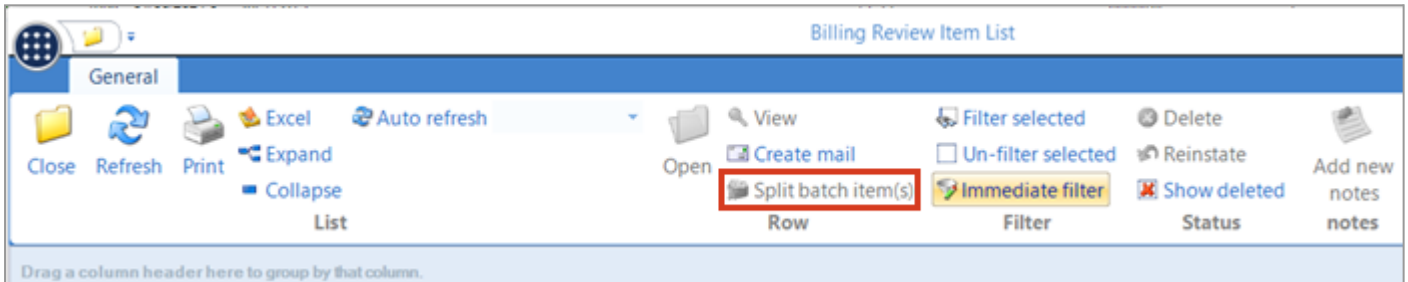 Billing Review Item List
General
Close
Refresh
Print
Excel
Expand
Collapse
Auto refresh
List
Open
View
Create mail
Split batch item(s)
Row
Filter selected
Un-filter selected
Immediate filter
Filter
Delete
Reinstate
Show deleted
Status
Add new
notes
notes
Drag a column header here to group by that column.